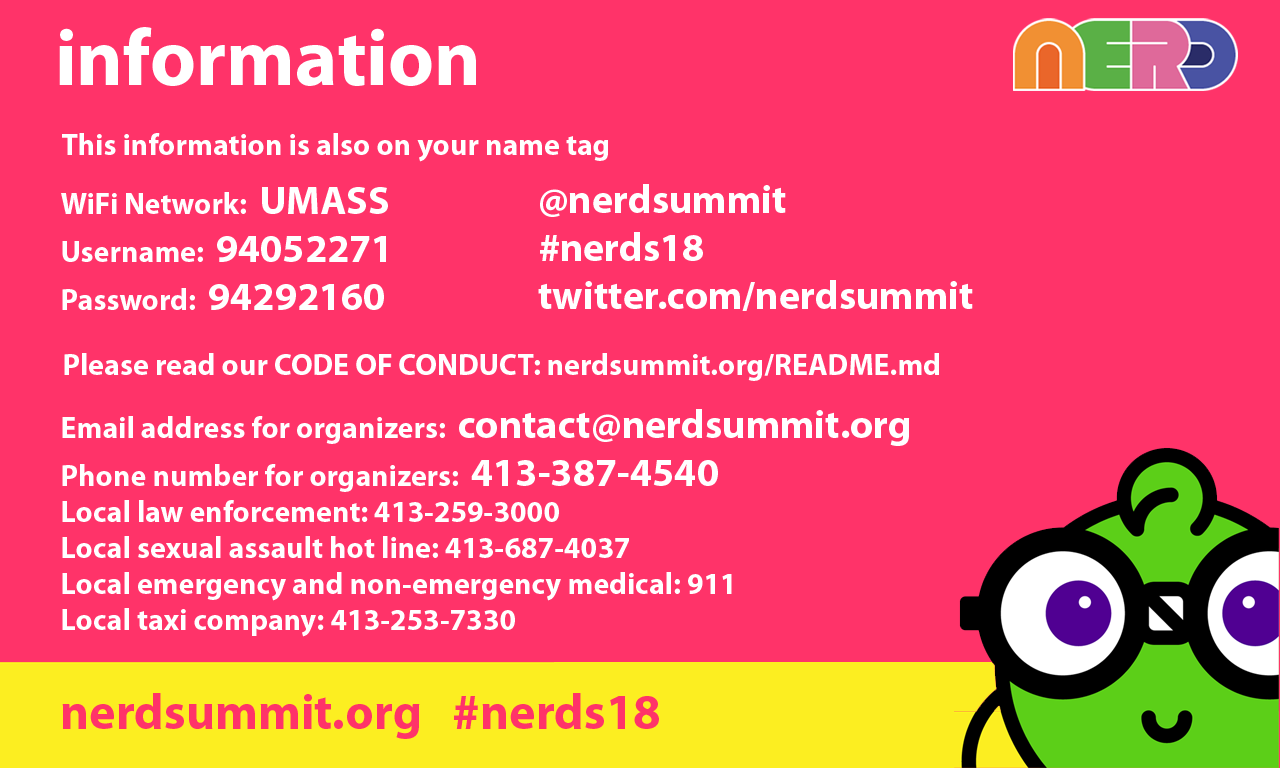 information
NERD
This information is also on your name tag
WiFi Network: UMASS
Username: 94052271
Password: 94292160
@nerdsummit
#nerds18
twitter.com/nerdsummit
Please read our CODE OF CONDUCT: nerdsummit.org/README.md
Email address for organizers: contact@nerdsummit.org
Phone number for organizers: 413-387-4540
Local law enforcement: 413-259-3000
Local sexual assault hot line: 413-687-4037
Local emergency and non-emergency medical: 911
Local taxi company: 413-253-7330
nerdsummit.org #nerds18